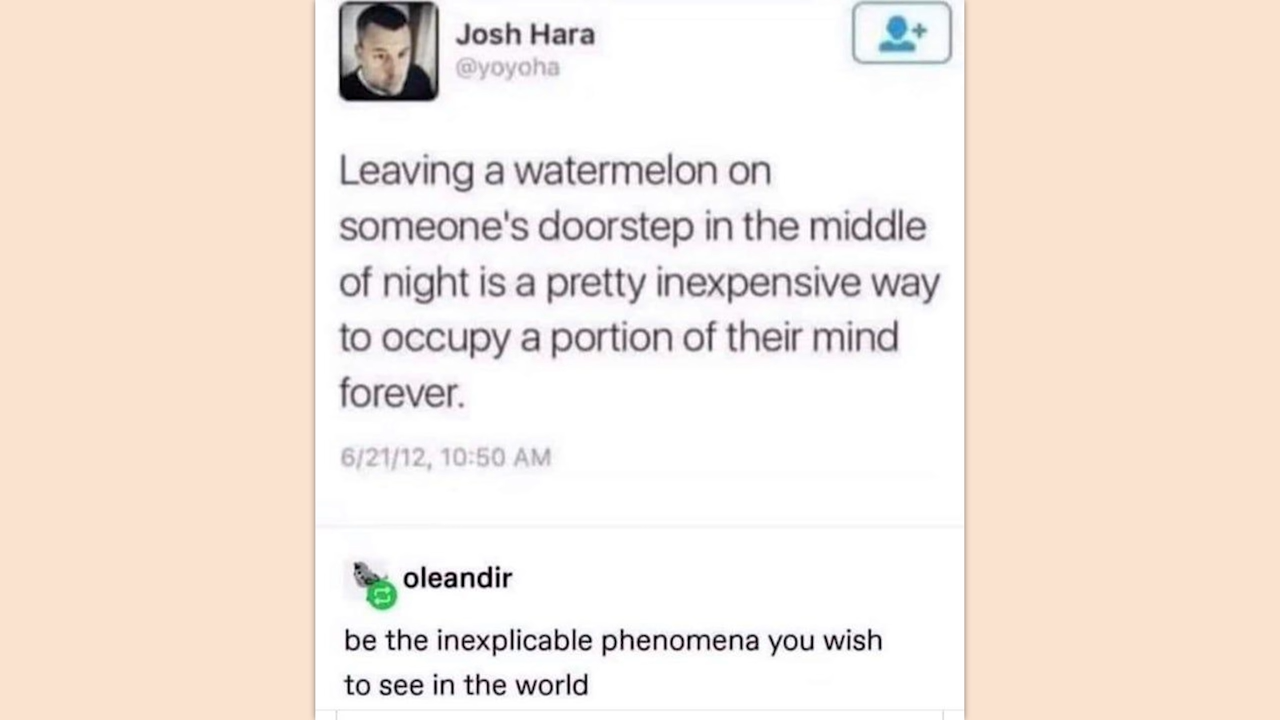 Josh Hara
@yoyoha
Leaving a watermelon on
someone's doorstep in the middle
of night is a pretty inexpensive way
to occupy a portion of their mind
forever.
6/21/12, 10:50 AM
oleandir
be the inexplicable phenomena you wish
to see in the world